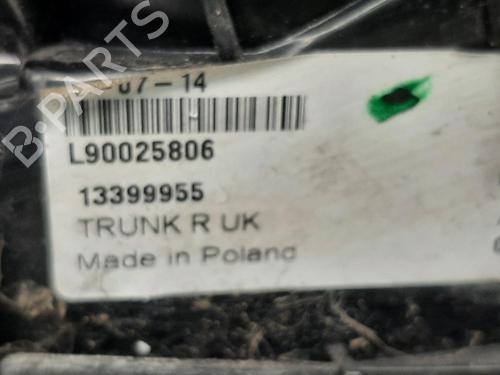 07-14
L90025806
13399955
TRUNK R UK
Made in Poland
B-PARTS